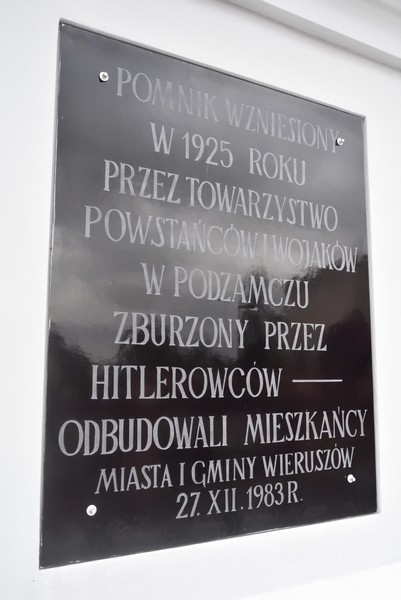 POMNIK WZNIESIONY
W 1925 ROKU
PRZEZ TOWARZYSTWO
POWSTAŃCÓW I WOJAKÓW
W PODZAMCZU
ZBURZONY PRZEZ
HITLEROWCÓW —
ODBUDOWALI MIESZKAŃCY
MIASTA I GMINY WIERUSZÓW
27. XII. 1983 R.